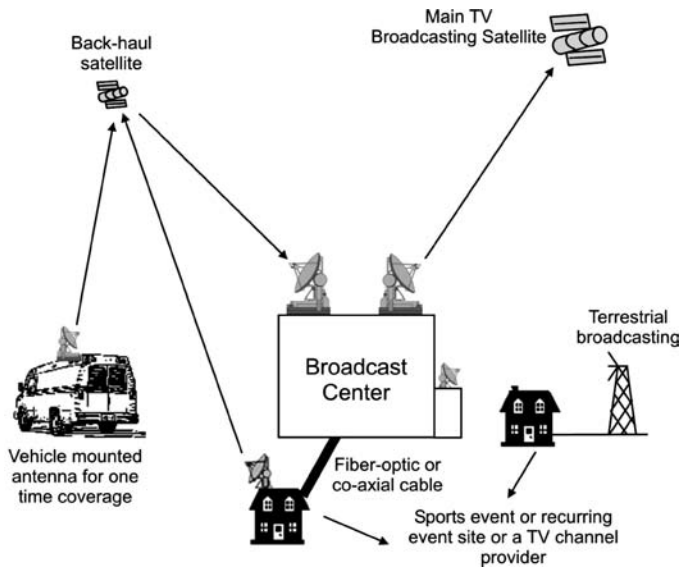 Main TV
Broadcasting Satellite
Back-haul
satellite
Terrestrial
broadcasting
Broadcast
Center
Vehicle mounted
antenna for one
time coverage
Fiber-optic or
co-axial cable
Sports event or recurring
event site or a TV channel
provider